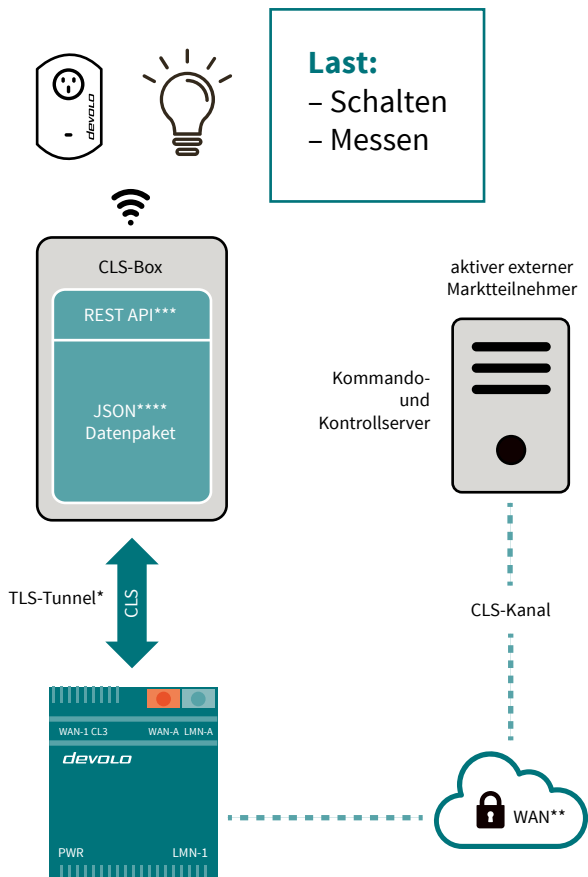 devolo
Last:
– Schalten
– Messen
CLS-Box
REST API***
JSON****
Datenpaket
aktiver externer
Marktteilnehmer
Kommando-
und
Kontrollserver
TLS-Tunnel*
CLS
CLS-Kanal
WAN-1 CL3 WAN-A LMN-A
devolo
WAN**
PWR LMN-1